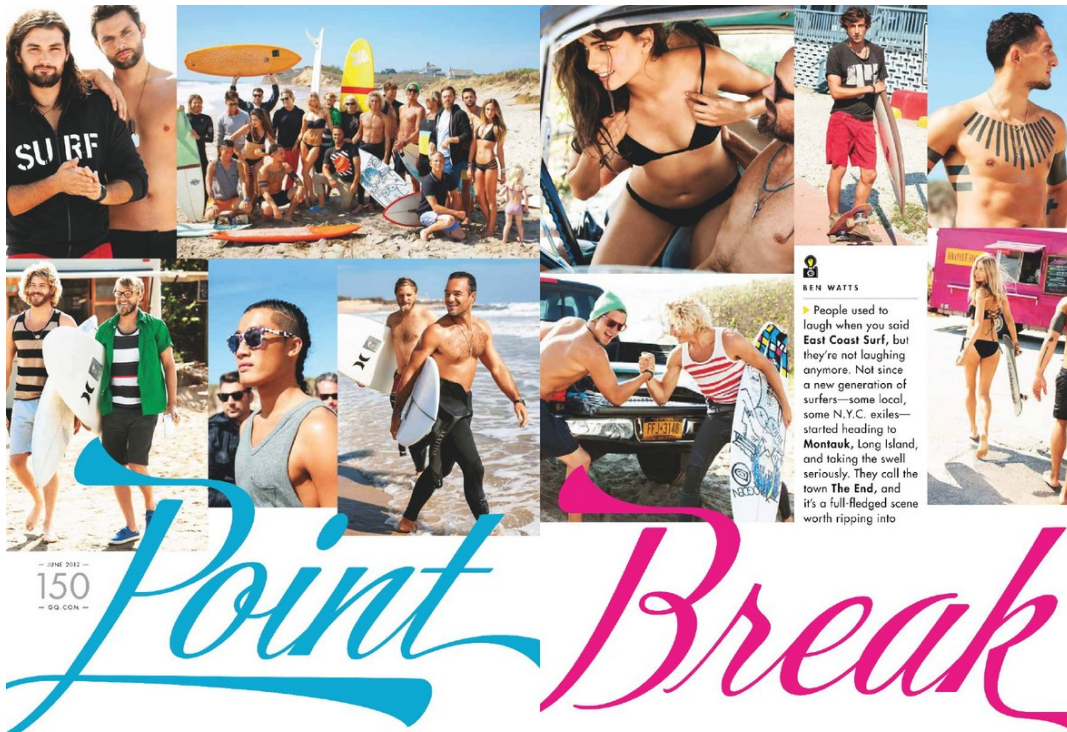 SURF
BEN WATTS
People used to
laugh when you said
East Coast Surf, but
they're not laughing
anymore. Not since
a new generation of
surfers—some local,
some N.Y.C. exiles—
started heading to
Montauk, Long Island,
and taking the swell
seriously. They call the
town The End, and
it's a full-fledged scene
worth ripping into
JUNE 2012
150
GQ.COM
Point
Break